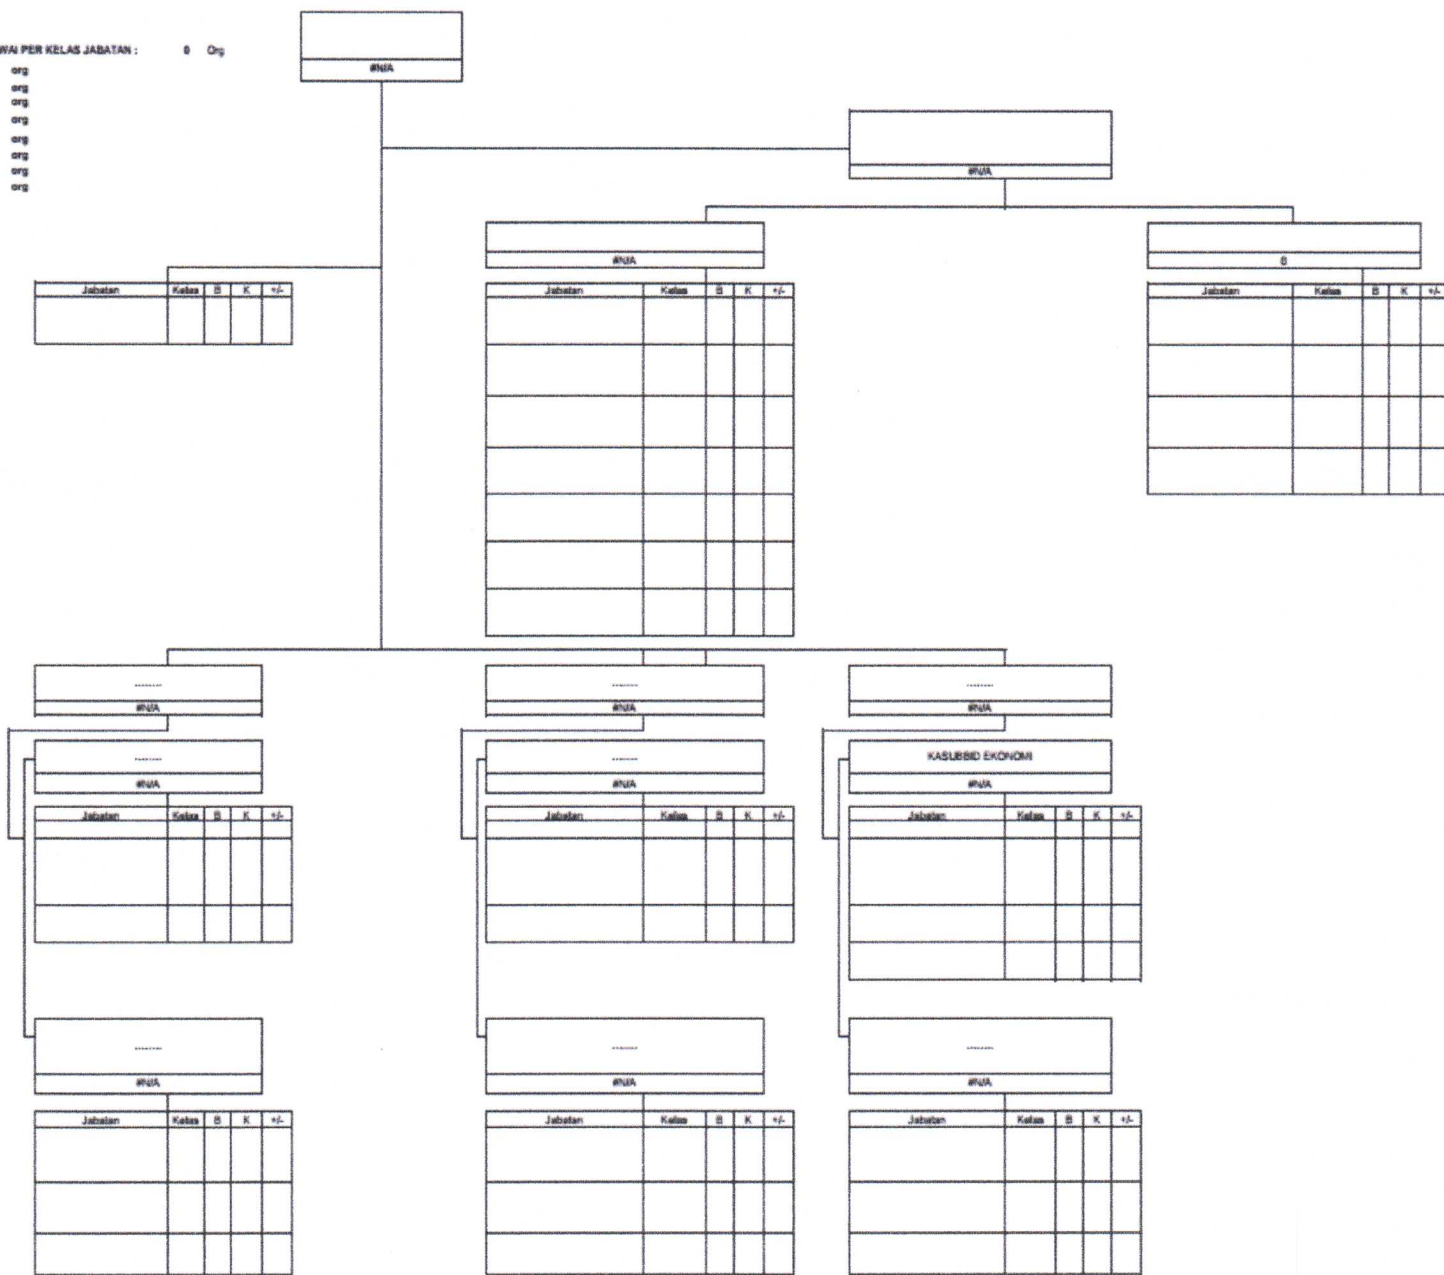 WAI PER KELAS JABATAN : 0 Org
org
org
org
org
org
org
org
org
#N/A
#N/A
#N/A
Jabatan Kelas B K +/-
Jabatan Kelas B K +/-
Jabatan Kelas B K +/-
........ ........ ........
#N/A #N/A #N/A
........ ........ KASUBBID EKONOMI
#N/A #N/A #N/A
Jabatan Kelas B K +/-
Jabatan Kelas B K +/-
Jabatan Kelas B K +/-
........ ........ ........
#N/A #N/A #N/A
Jabatan Kelas B K +/-
Jabatan Kelas B K +/-
Jabatan Kelas B K +/-